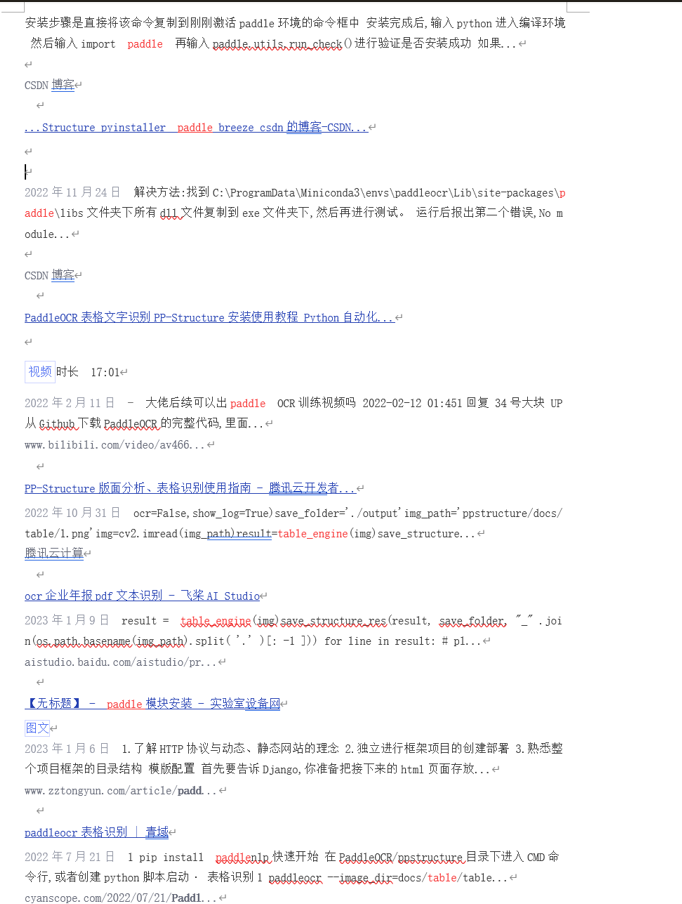 安装步骤是直接将该命令复制到刚刚激活 paddle 环境的命令框中 安装完成后,输入 python 进入编译环境
然后输入 import paddle 再输入 paddle.utils.run_check()进行验证是否安装成功 如果...
CSDN 博客
...Structure pyinstaller paddle breeze csdn 的博客-CSDN...
2022 年 11 月 24 日 解决方法:找到 C:\ProgramData\Miniconda3\envs\paddleocr\Lib\site-packages\p
addle\libs 文件夹下所有 dll 文件复制到 exe 文件夹下,然后再进行测试。 运行后报出第二个错误,No m
odule...
CSDN 博客
PaddleOCR 表格文字识别 PP-Structure 安装使用教程 Python 自动化...
视频 时长 17:01
2022 年 2 月 11 日 - 大佬后续可以出 paddle OCR 训练视频吗 2022-02-12 01:451 回复 34 号大块 UP
从 Github 下载 PaddleOCR 的完整代码,里面...
www.bilibili.com/video/av466...
PP-Structure 版面分析、表格识别使用指南 - 腾讯云开发者...
2022 年 10 月 31 日 ocr=False,show_log=True)save_folder='./output'img_path='ppstructure/docs/
table/1.png'img=cv2.imread(img_path)result=table_engine(img)save_structure...
腾讯云计算
ocr 企业年报 pdf 文本识别 - 飞桨 AI Studio
2023 年 1 月 9 日 result = table_engine(img)save_structure_res(result, save_folder, "_" .joi
n(os.path.basename(img_path).split( '.' )[: -1 ])) for line in result: # pl...
aistudio.baidu.com/aistudio/pr...
【无标题】 - paddle 模块安装 - 实验室设备网
图文
2023 年 1 月 6 日 1.了解 HTTP 协议与动态、静态网站的理念 2.独立进行框架项目的创建部署 3.熟悉整
个项目框架的目录结构 模版配置 首先要告诉 Django,你准备把接下来的 html 页面存放...
www.zztongyun.com/article/padd...
paddleocr 表格识别 | 青域
2022 年 7 月 21 日 1 pip install paddlenlp 快速开始 在 PaddleOCR/ppstructure 目录下进入 CMD 命
令行,或者创建 python 脚本启动 · 表格识别 1 paddleocr --image_dir=docs/table/table...
cyanscope.com/2022/07/21/Paddl...